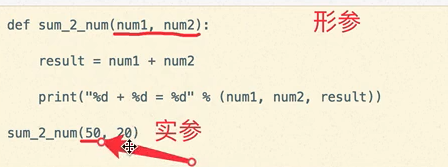 def sum_2_num(num1, num2): 形参
result = num1 + num2
print("%d + %d = %d" % (num1, num2, result))
sum_2_num(50, 20) 实参